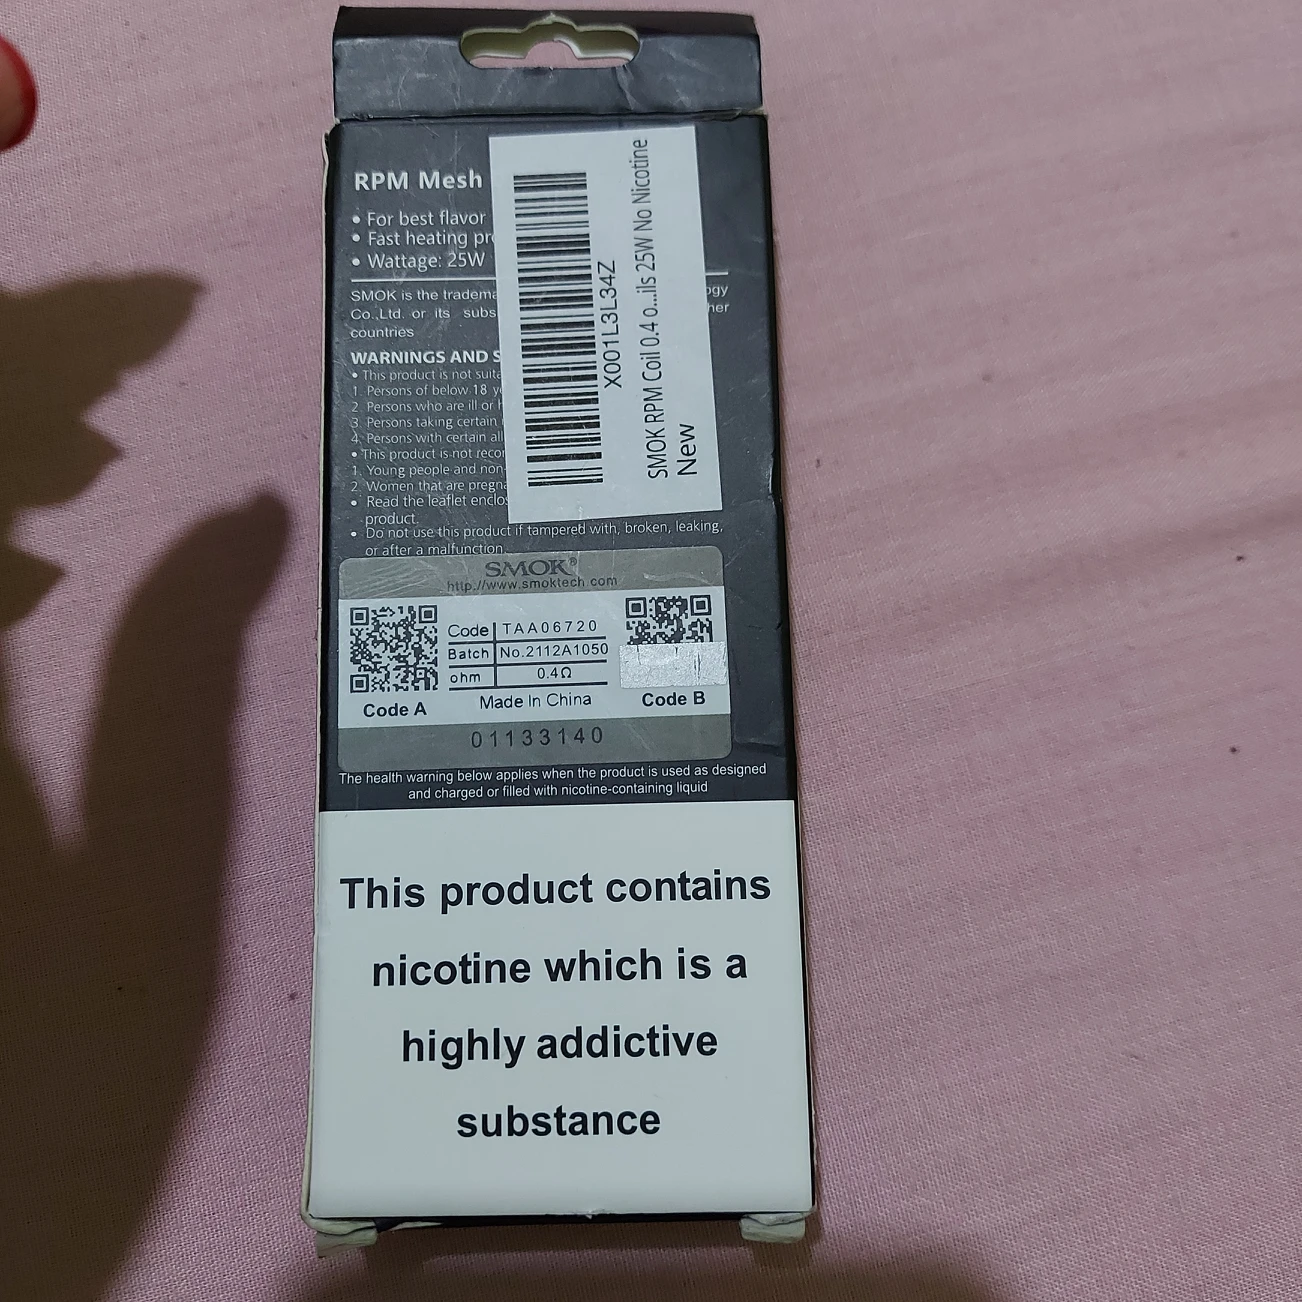 RPM Mesh
• For best flavor
• Fast heating
• Wattage: 25W
SMOK is the
Co.,Ltd. or its
countries
WARNINGS AND
• This product is not
1. Persons of below 18
2. Persons who are ill or
3. Persons taking certain
4. Persons with certain
• This product is not
1. Young people and
2. Women that are
• Read the leaflet
product.
• Do not use this product if tampered with, broken, leaking,
or after a malfunction.
X001L3L34Z
SMOK RPM Coil 0.4 o...ils 25W No Nicotine
New
SMOK®
http://www.smoktech.com
Code TAA06720
Batch No.2112A1050
ohm 0.4Ω
Made In China
Code A
Code B
01133140
The health warning below applies when the product is used as designed
and charged or filled with nicotine-containing liquid
This product contains
nicotine which is a
highly addictive
substance